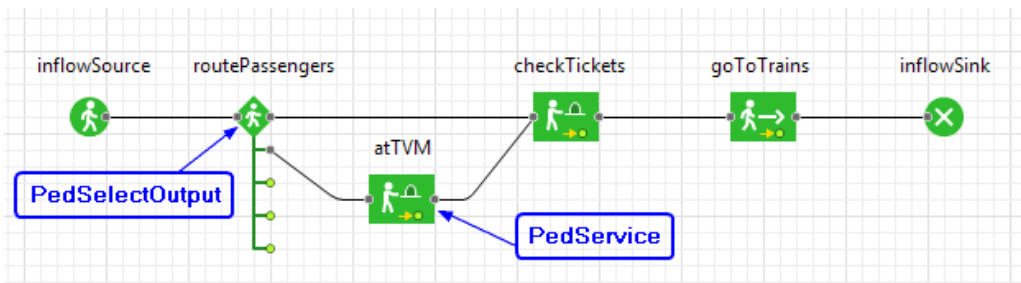 inflowSource routePassengers checkTickets goToTrains inflowSink
atTVM
PedSelectOutput
PedService